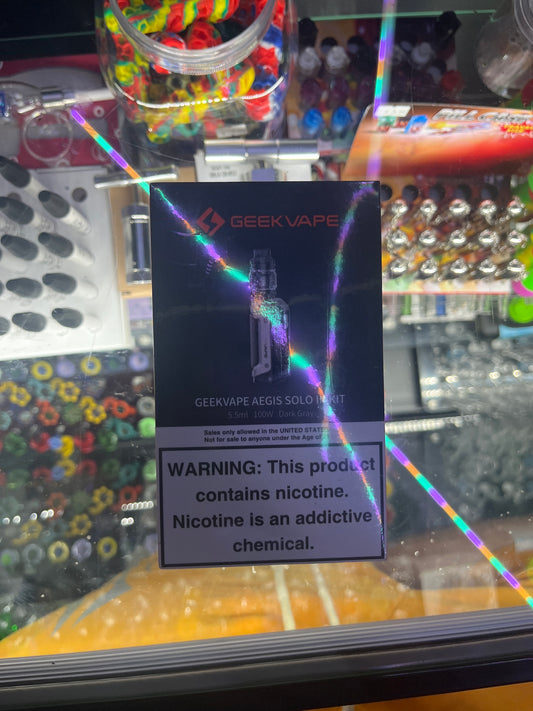 GEEKVAPE
GEEKVAPE AEGIS SOLO KIT
5.5ml 100W Dark Gray
Sales only allowed in the UNITED STATES
Not for sale to anyone under the Age of
WARNING: This product
contains nicotine.
Nicotine is an addictive
chemical.